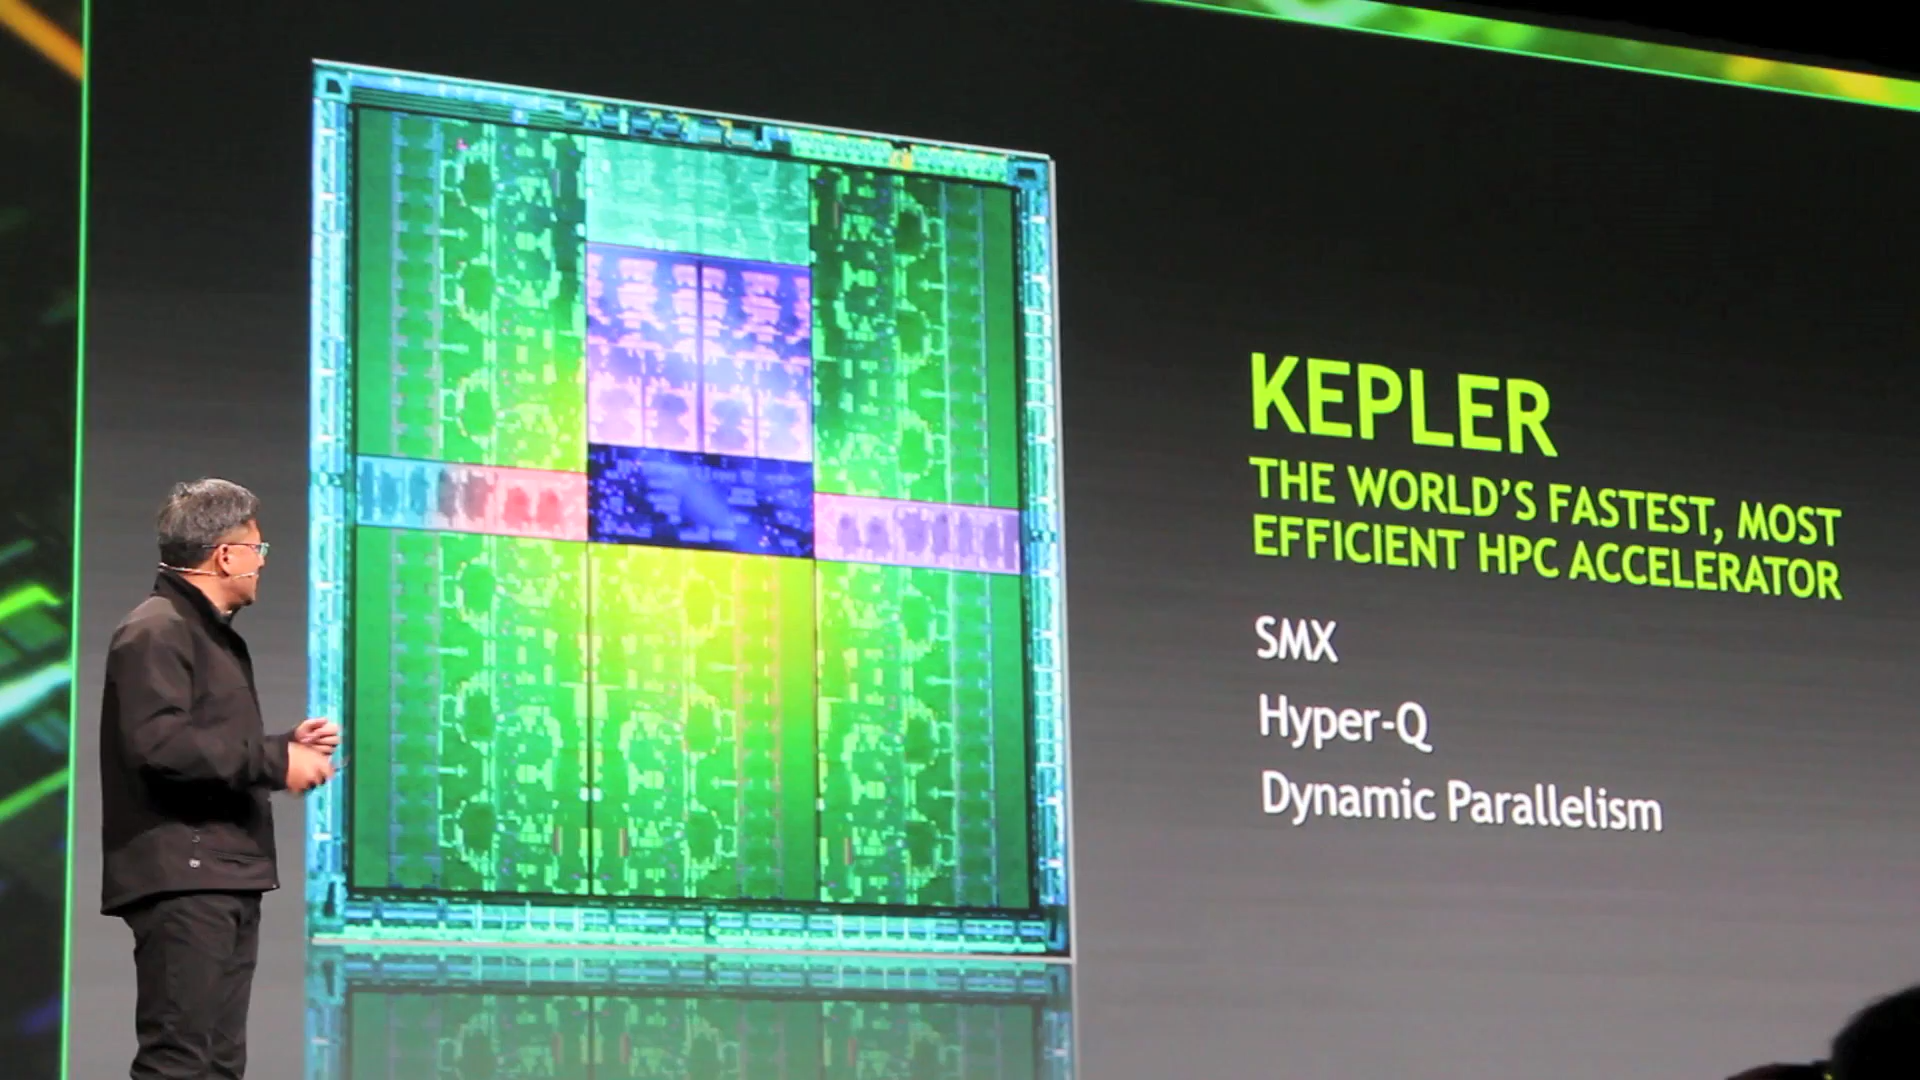 KEPLER
THE WORLD'S FASTEST, MOST
EFFICIENT HPC ACCELERATOR
SMX
Hyper-Q
Dynamic Parallelism